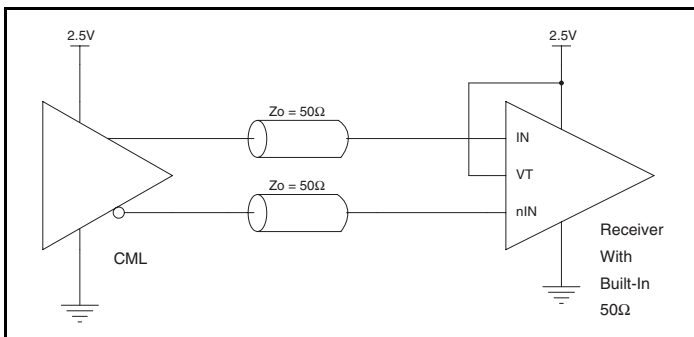 2.5V
2.5V
Zo = 50Ω
IN
VT
Zo = 50Ω
nIN
CML
Receiver
With
Built-In
50Ω